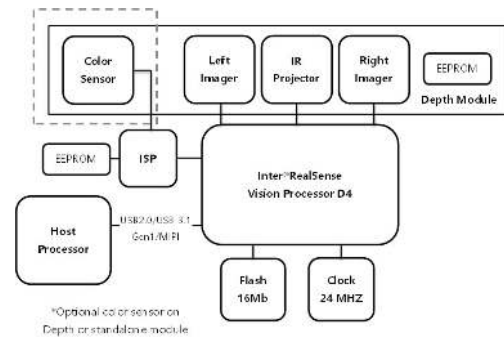 Color
Sensor
Left
Imager
IR
Projector
Right
Imager
EEPROM
Depth Module
EEPROM
ISP
Inter®RealSense
Vision Processor D4
Host
Processor
USB2.0/USB 3.1
Gen1/MIPI
Flash
16Mb
Clock
24 MHZ
*Optional color sensor on
Depth or standalone module